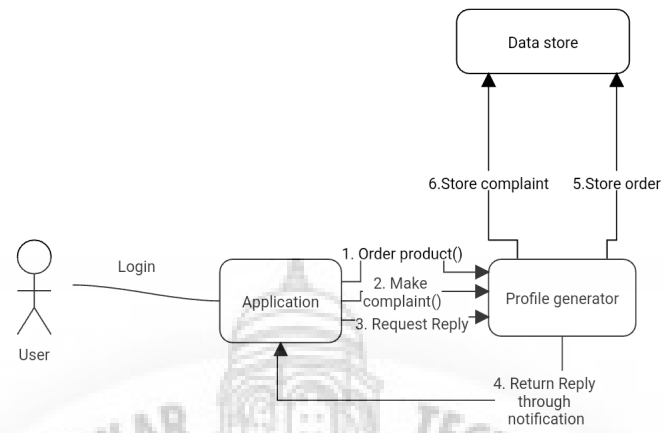 Data store
6.Store complaint
5.Store order
Login
1. Order product()
2. Make
complaint()
3. Request Reply
Application
Profile generator
User
4. Return Reply
through
notification